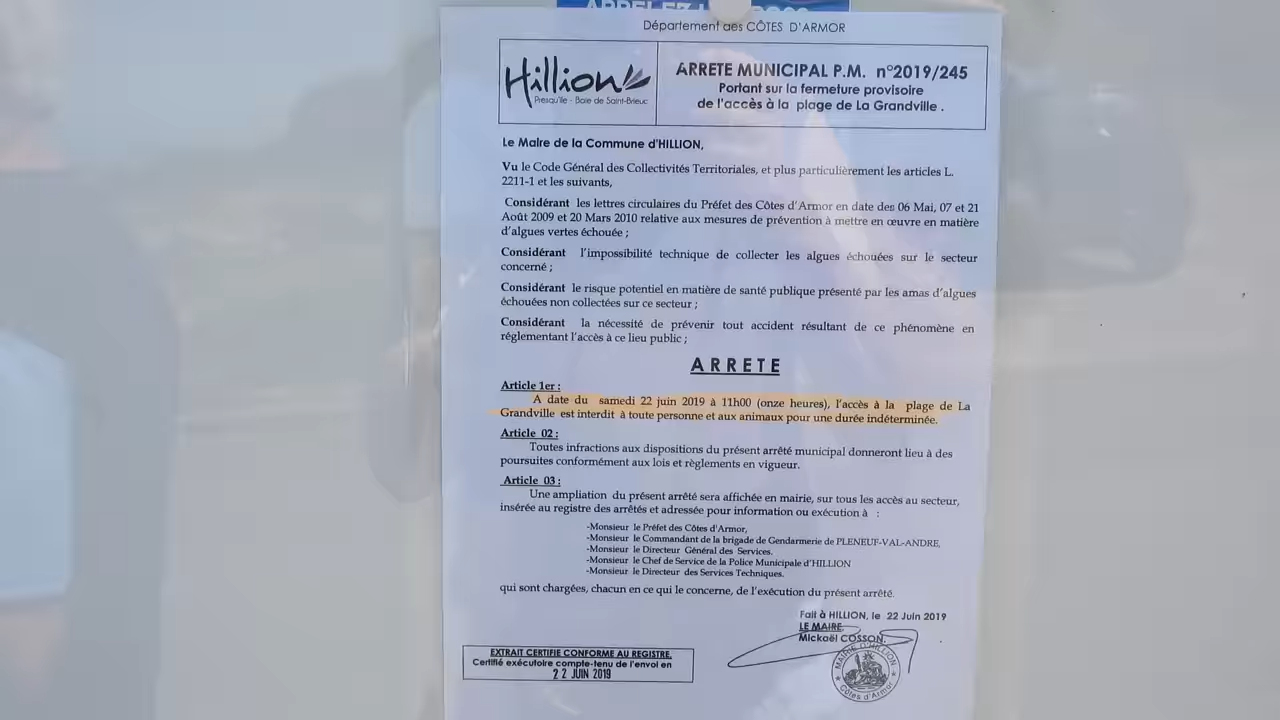 Département des CÔTES D'ARMOR
Hillion
Presqu'île - Baie de Saint-Brieuc
ARRETE MUNICIPAL P.M. n°2019/245
Portant sur la fermeture provisoire
de l'accès à la plage de La Grandville .
Le Maire de la Commune d'HILLION,
Vu le Code Général des Collectivités Territoriales, et plus particulièrement les articles L.
2211-1 et les suivants,
Considérant les lettres circulaires du Préfet des Côtes d'Armor en date des 06 Mai, 07 et 21
Août 2009 et 20 Mars 2010 relative aux mesures de prévention à mettre en œuvre en matière
d'algues vertes échouée ;
Considérant l'impossibilité technique de collecter les algues échouées sur le secteur
concerné ;
Considérant le risque potentiel en matière de santé publique présenté par les amas d'algues
échouées non collectées sur ce secteur ;
Considérant la nécessité de prévenir tout accident résultant de ce phénomène en
réglementant l'accès à ce lieu public ;
ARRETE
Article 1er :
A date du samedi 22 juin 2019 à 11h00 (onze heures), l'accès à la plage de La
Grandville est interdit à toute personne et aux animaux pour une durée indéterminée.
Article 02 :
Toutes infractions aux dispositions du présent arrêté municipal donneront lieu à des
poursuites conformément aux lois et règlements en vigueur.
Article 03 :
Une ampliation du présent arrêté sera affichée en mairie, sur tous les accès au secteur,
insérée au registre des arrêtés et adressée pour information ou exécution à :
-Monsieur le Préfet des Côtes d'Armor,
-Monsieur le Commandant de la brigade de Gendarmerie de PLENEUF-VAL-ANDRE,
-Monsieur le Directeur Général des Services.
-Monsieur le Chef de Service de la Police Municipale d'HILLION
-Monsieur le Directeur des Services Techniques.
qui sont chargées, chacun en ce qui le concerne, de l'exécution du présent arrêté.
Fait à HILLION, le 22 Juin 2019
LE MAIRE,
Mickaël COSSON.
MAIRIE D'HILLION
Côtes d'Armor
EXTRAIT CERTIFIE CONFORME AU REGISTRE.
Certifié exécutoire compte-tenu de l'envoi en
22 JUIN 2019